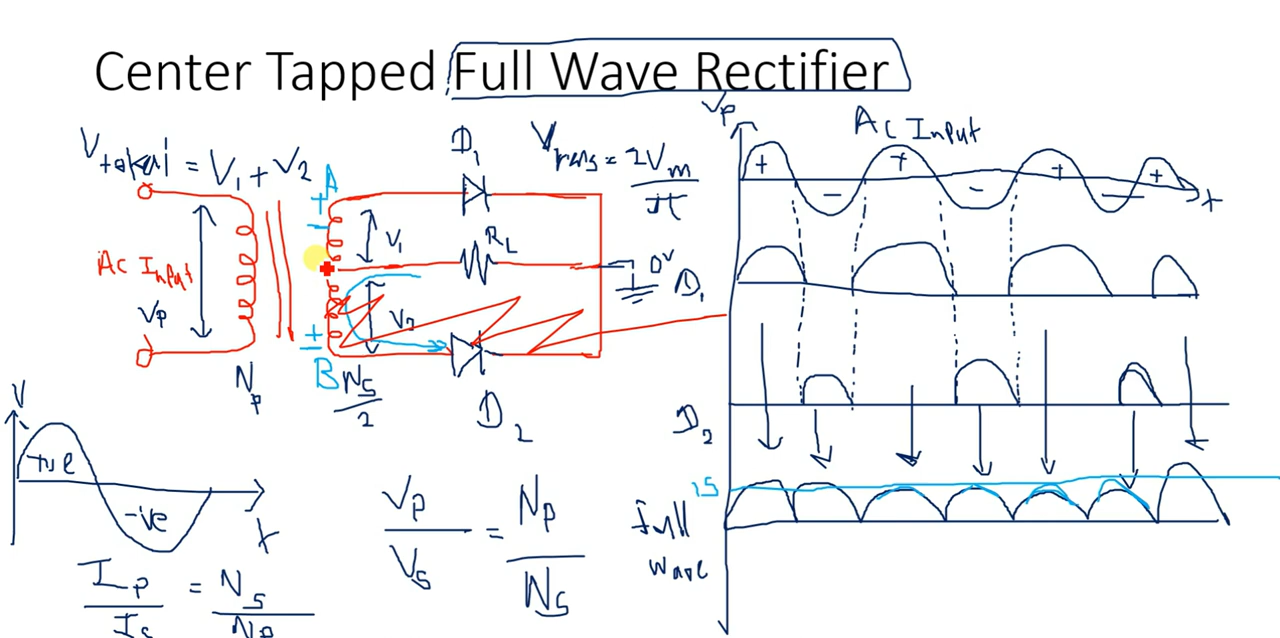 Center Tapped Full Wave Rectifier
Vtotal = V1 + V2
D1
Vrms = 2Vm
π
Vp
Ac Input
+ − + − + − +
t
A
+
−
V1
RL
0V
D1
Ac Input
Vp
V2
+
−
B
Np
Ns
2
D2
D2
V
+ve
-ve
t
Vp
Vs
=
Np
Ns
15
full
wave
Ip
Is
=
Ns
Np